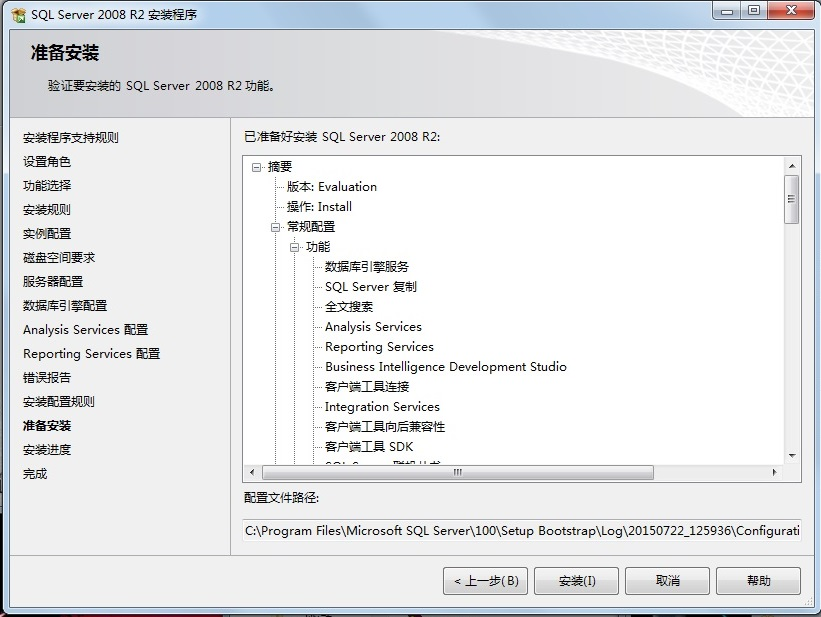 SQL Server 2008 R2 安装程序
准备安装
验证要安装的 SQL Server 2008 R2 功能。
安装程序支持规则
设置角色
功能选择
安装规则
实例配置
磁盘空间要求
服务器配置
数据库引擎配置
Analysis Services 配置
Reporting Services 配置
错误报告
安装配置规则
准备安装
安装进度
完成
已准备好安装 SQL Server 2008 R2:
摘要
版本: Evaluation
操作: Install
常规配置
功能
数据库引擎服务
SQL Server 复制
全文搜索
Analysis Services
Reporting Services
Business Intelligence Development Studio
客户端工具连接
Integration Services
客户端工具向后兼容性
客户端工具 SDK
SQL Server 联机丛书
配置文件路径:
C:\Program Files\Microsoft SQL Server\100\Setup Bootstrap\Log\20150722_125936\Configurati
< 上一步(B)
安装(I)
取消
帮助